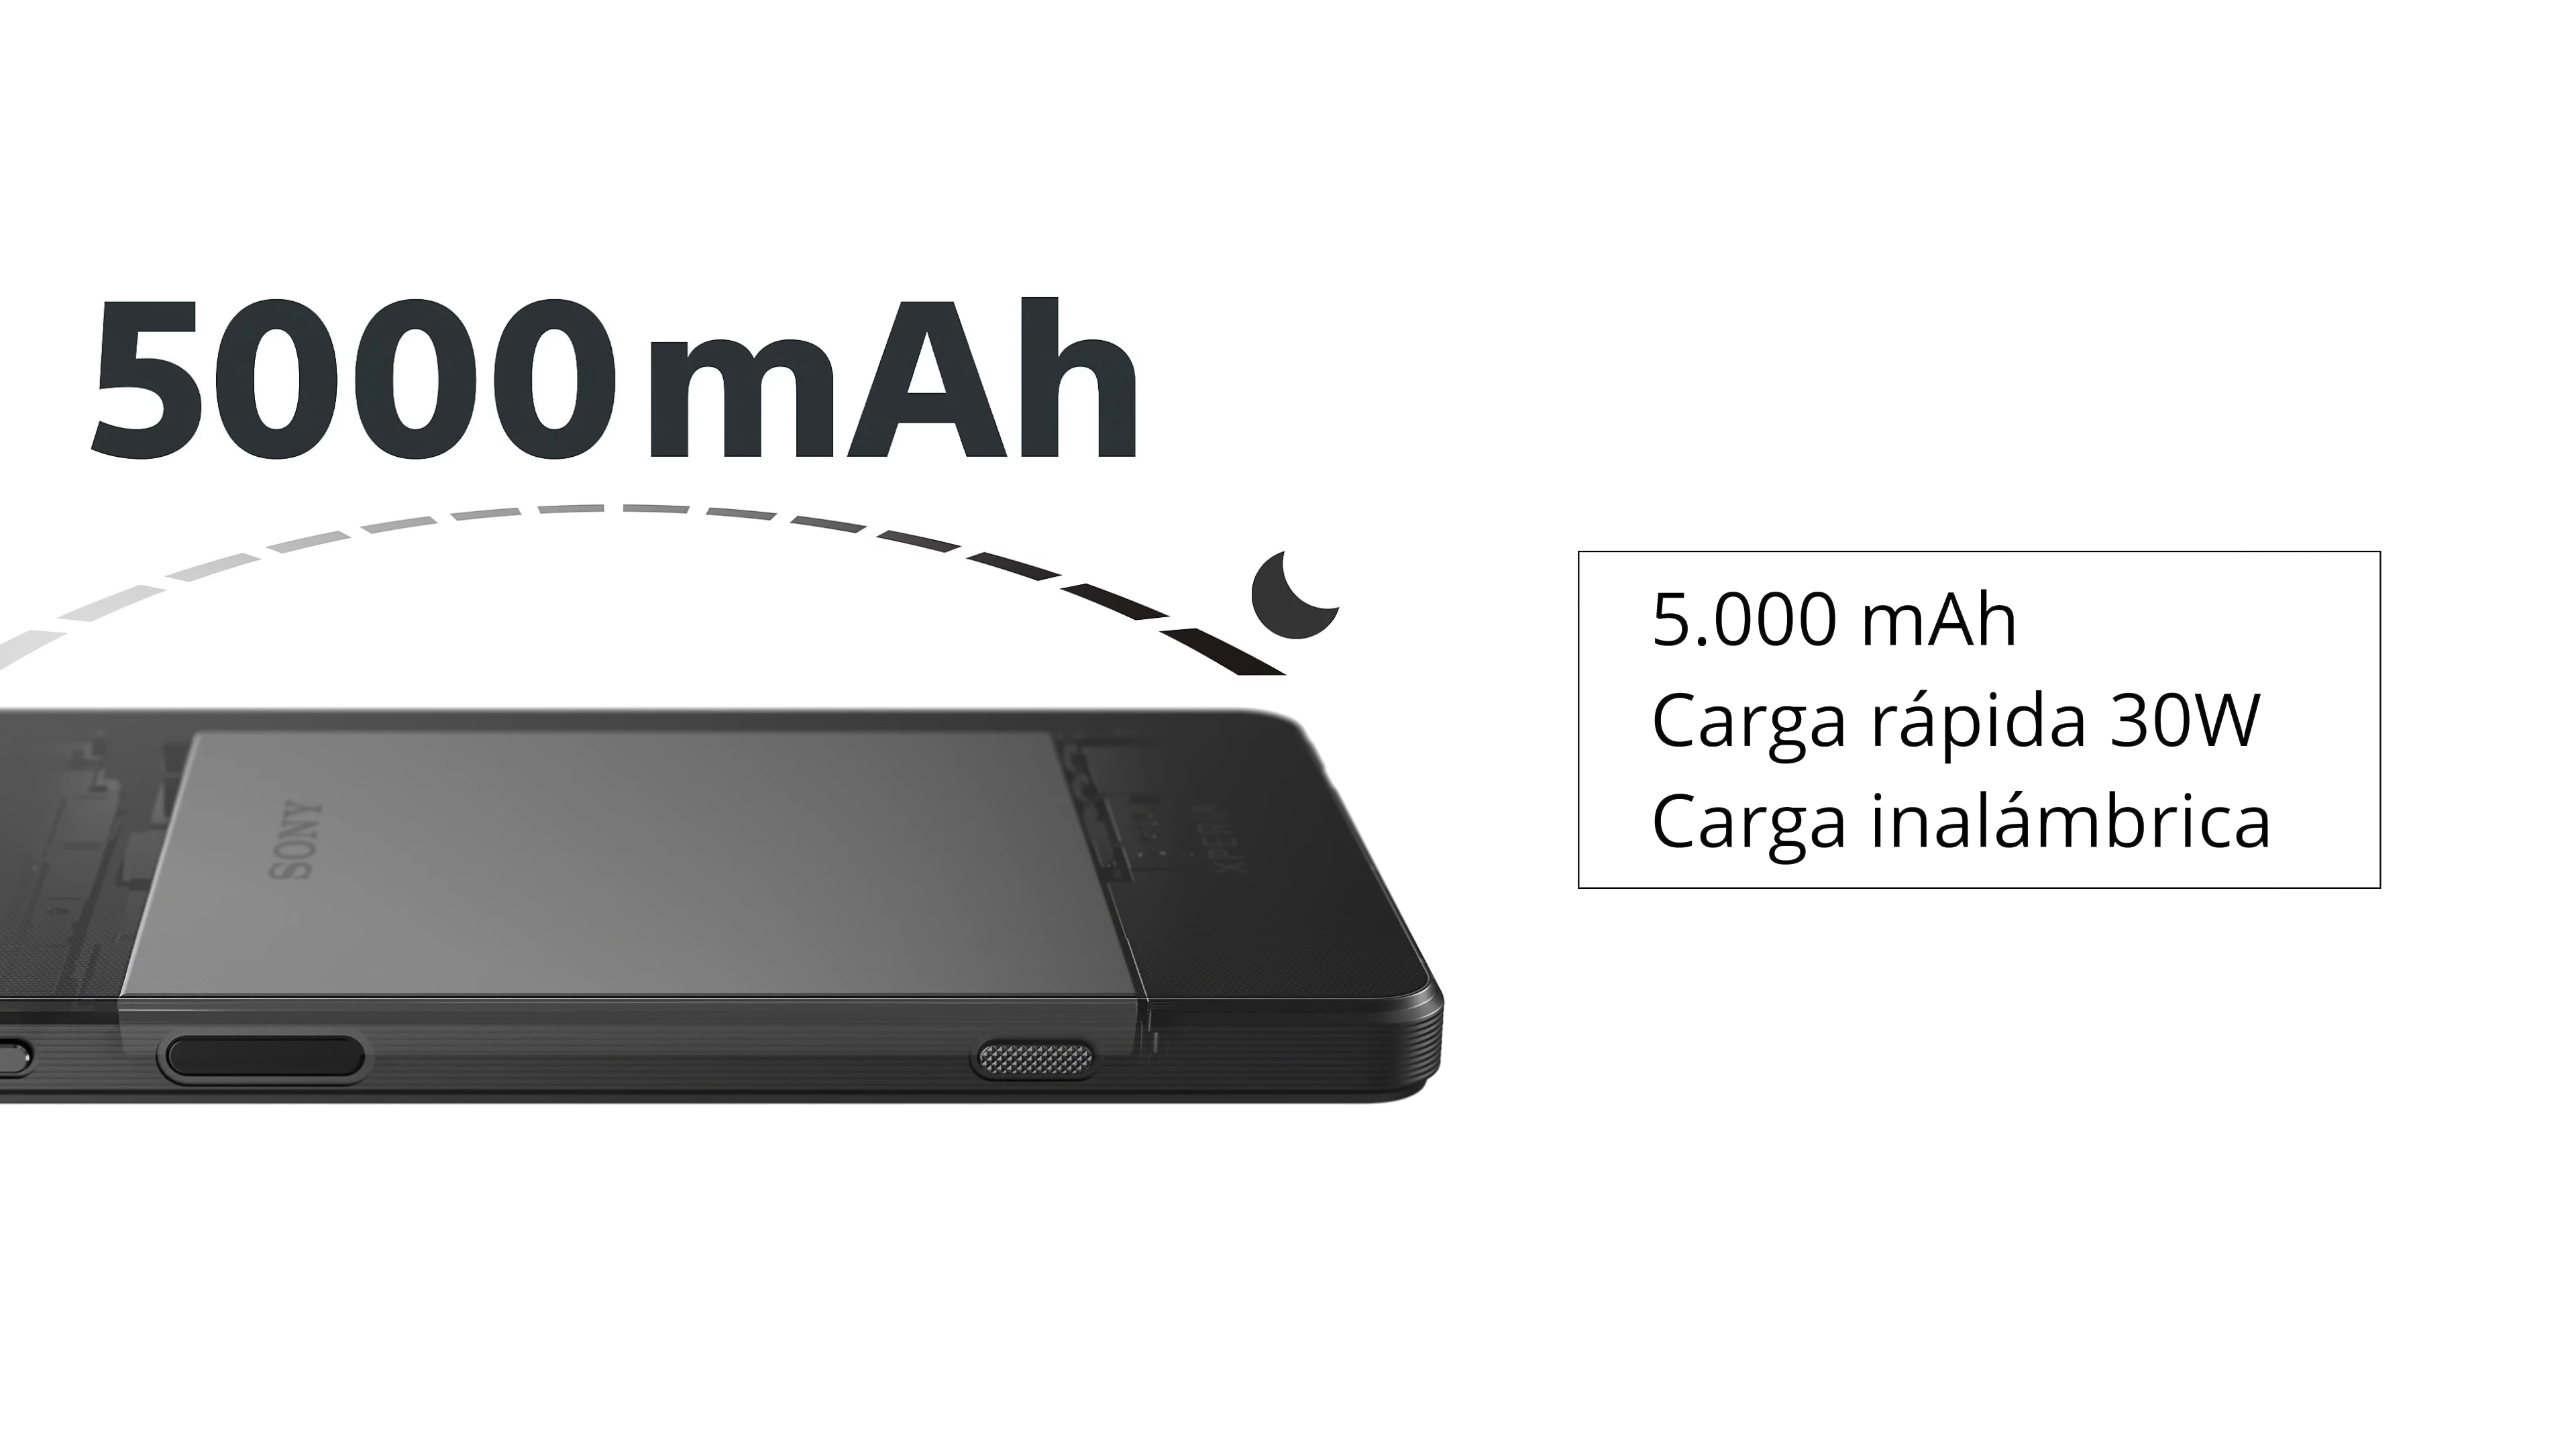 5000mAh
5.000 mAh
Carga rápida 30W
Carga inalámbrica
SONY
XPERIA